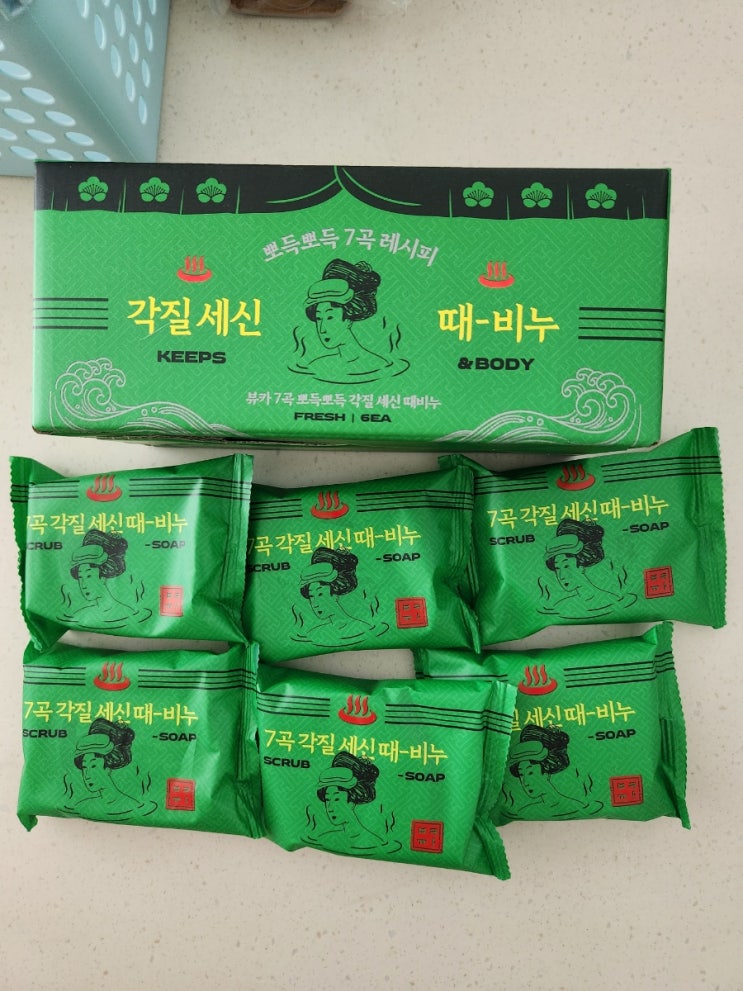 뽀득뽀득 7곡 레시피
각질 세신 때-비누
KEEPS &BODY
뷰카 7곡 뽀득뽀득 각질 세신 때비누
FRESH | 6EA
7곡 각질 세신 때-비누
SCRUB -SOAP
7곡 각질 세신 때-비누
SCRUB -SOAP
7곡 각질 세신 때-비누
SCRUB -SOAP
7곡 각질 세신 때-비누
SCRUB -SOAP
7곡 각질 세신 때-비누
SCRUB -SOAP
세신 때-비누
-SOAP